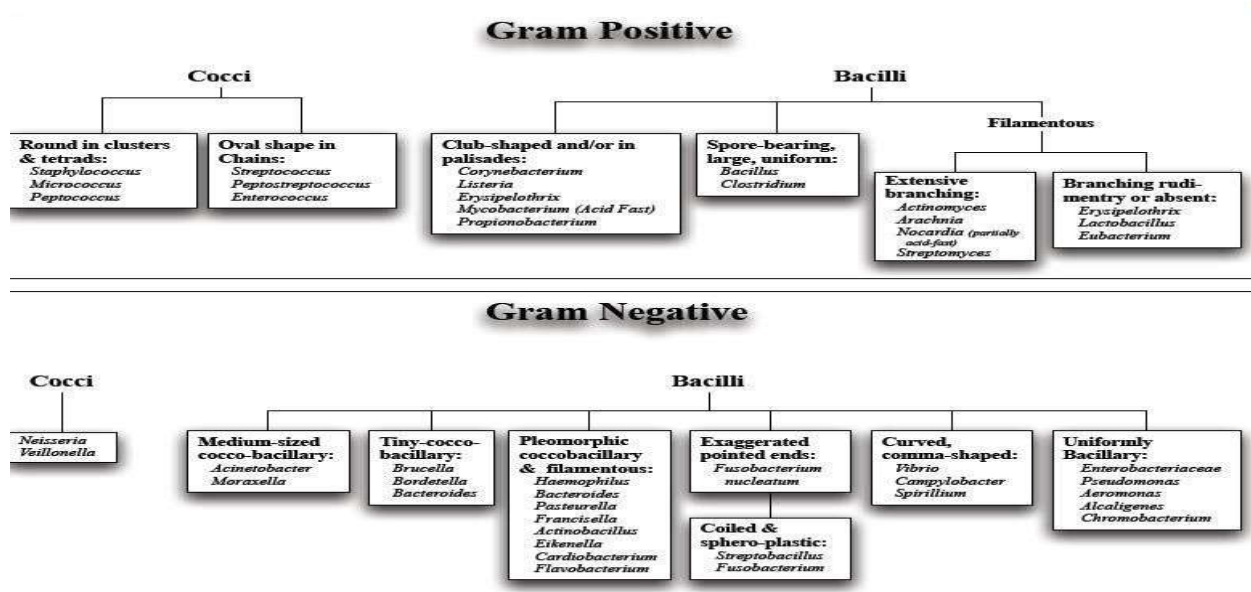 Gram Positive
Cocci
Bacilli
Filamentous
Round in clusters
& tetrads:
Staphylococcus
Micrococcus
Peptococcus
Oval shape in
Chains:
Streptococcus
Peptostreptococcus
Enterococcus
Club-shaped and/or in
palisades:
Corynebacterium
Listeria
Erysipelothrix
Mycobacterium (Acid Fast)
Propionobacterium
Spore-bearing,
large, uniform:
Bacillus
Clostridium
Extensive
branching:
Actinomyces
Arachnia
Nocardia (partially
acid-fast)
Streptomyces
Branching rudi-
mentry or absent:
Erysipelothrix
Lactobacillus
Eubacterium
Gram Negative
Cocci
Bacilli
Neisseria
Veillonella
Medium-sized
cocco-bacillary:
Acinetobacter
Moraxella
Tiny-cocco-
bacillary:
Brucella
Bordetella
Bacteroides
Pleomorphic
coccobacillary
& filamentous:
Haemophilus
Bacteroides
Pasteurella
Francisella
Actinobacillus
Eikenella
Cardiobacterium
Flavobacterium
Exaggerated
pointed ends:
Fusobacterium
nucleatum
Coiled &
sphero-plastic:
Streptobacillus
Fusobacterium
Curved,
comma-shaped:
Vibrio
Campylobacter
Spirillium
Uniformly
Bacillary:
Enterobacteriaceae
Pseudomonas
Aeromonas
Alcaligenes
Chromobacterium